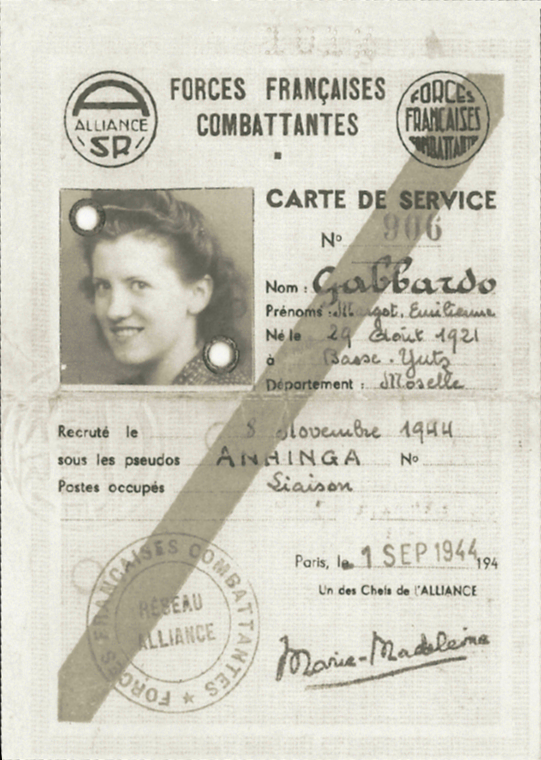 ALLIANCE
SR
FORCES FRANÇAISES
COMBATTANTES
FORCES
FRANÇAISES
COMBATTANTES
CARTE DE SERVICE
No 906
Nom : Gabbardo
Prénoms : Margot. Emilienne
Né le 29 Août 1921
à Basse-Yutz
Département : Moselle
Recruté le 8 Novembre 1944
sous les pseudos ANHINGA No
Postes occupés Liaison
Paris, le 1 SEP 1944 194
Un des Chefs de l'ALLIANCE
Marie-Madeleine
FORCES FRANÇAISES COMBATTANTES
RÉSEAU
ALLIANCE